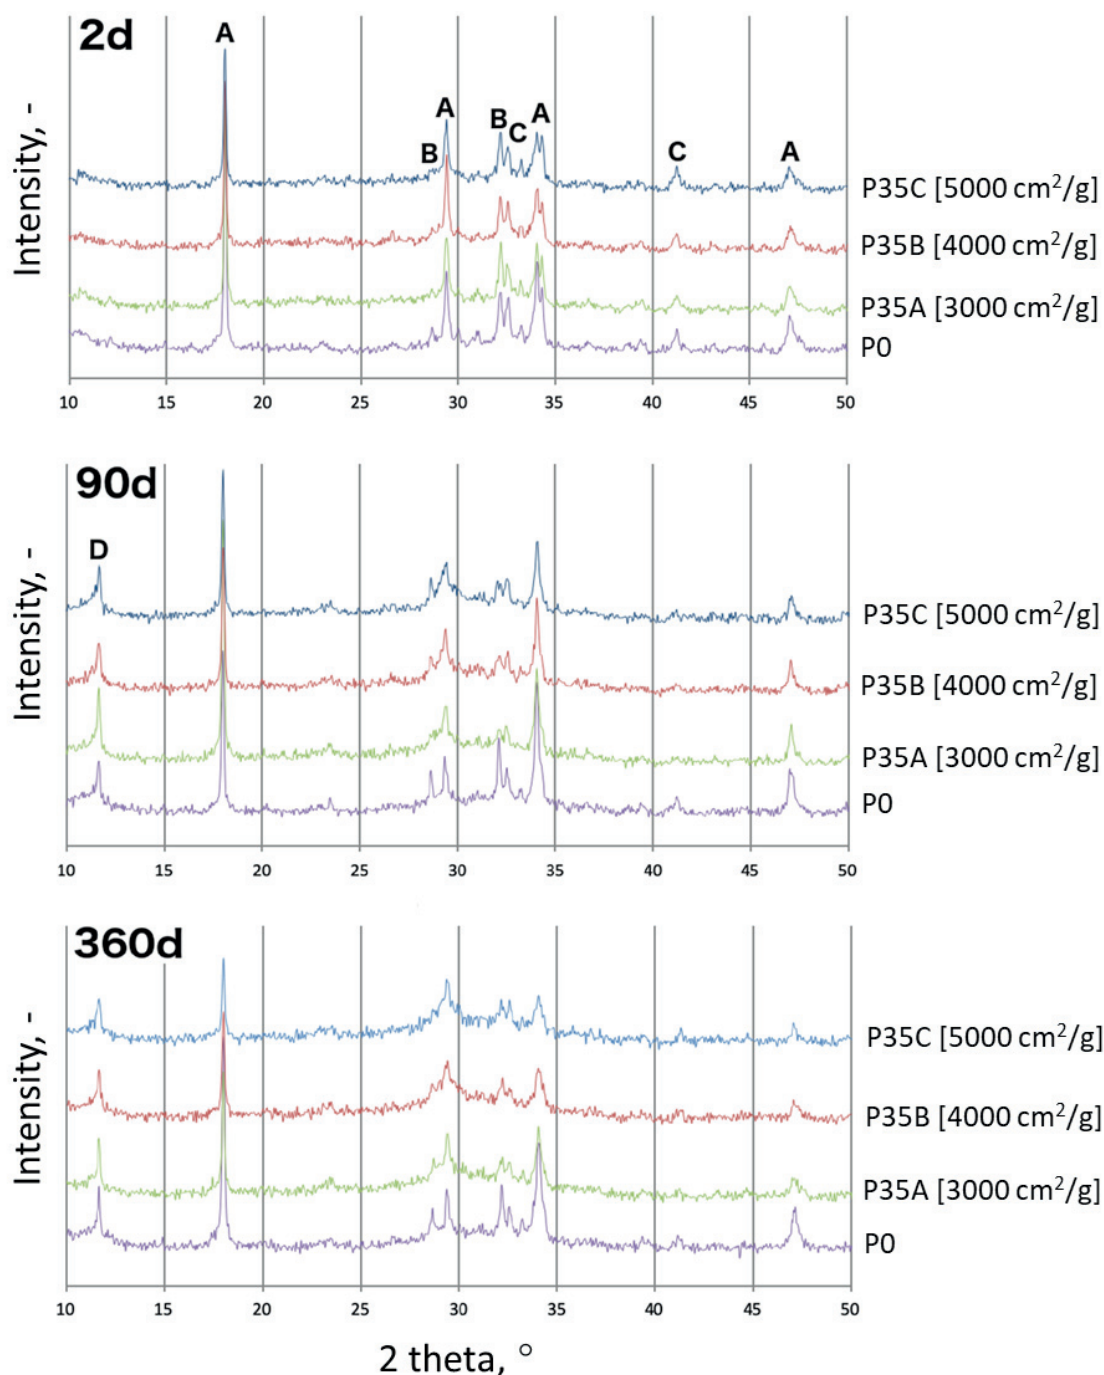 2d
A
A
B
B
C
A
C
A
Intensity, -
P35C [5000 cm²/g]
P35B [4000 cm²/g]
P35A [3000 cm²/g]
P0
10 15 20 25 30 35 40 45 50
90d
D
Intensity, -
P35C [5000 cm²/g]
P35B [4000 cm²/g]
P35A [3000 cm²/g]
P0
10 15 20 25 30 35 40 45 50
360d
Intensity, -
P35C [5000 cm²/g]
P35B [4000 cm²/g]
P35A [3000 cm²/g]
P0
10 15 20 25 30 35 40 45 50
2 theta, °